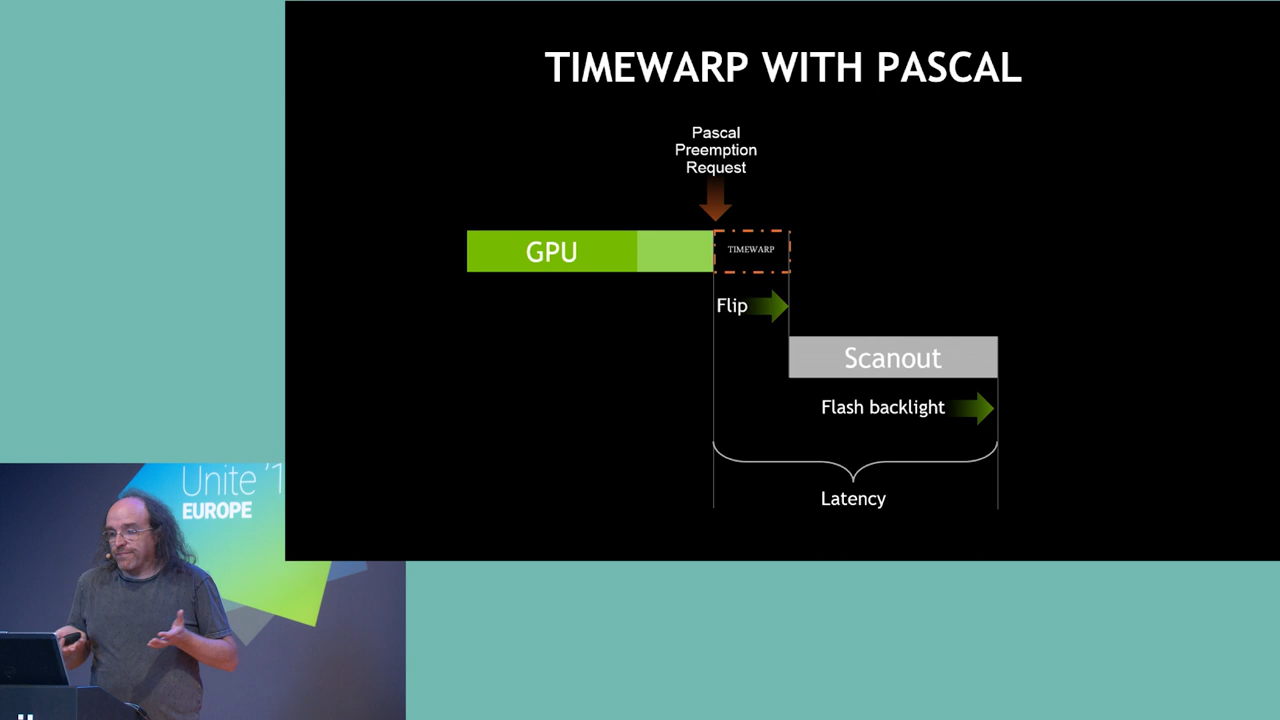 TIMEWARP WITH PASCAL
Pascal
Preemption
Request
GPU
TIMEWARP
Flip
Scanout
Flash backlight
Latency
Unite '1
EUROPE